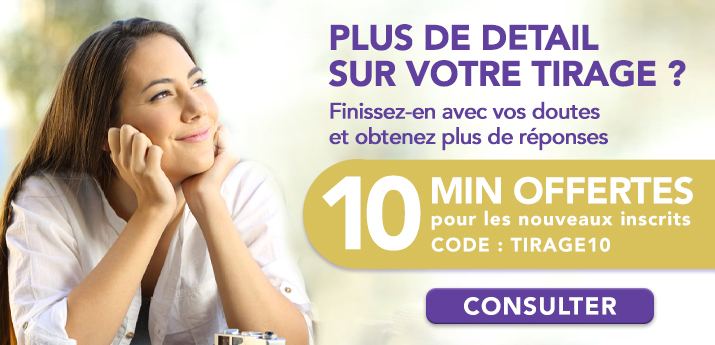 PLUS DE DETAIL
SUR VOTRE TIRAGE ?
Finissez-en avec vos doutes
et obtenez plus de réponses
10 MIN OFFERTES
pour les nouveaux inscrits
CODE : TIRAGE10
CONSULTER